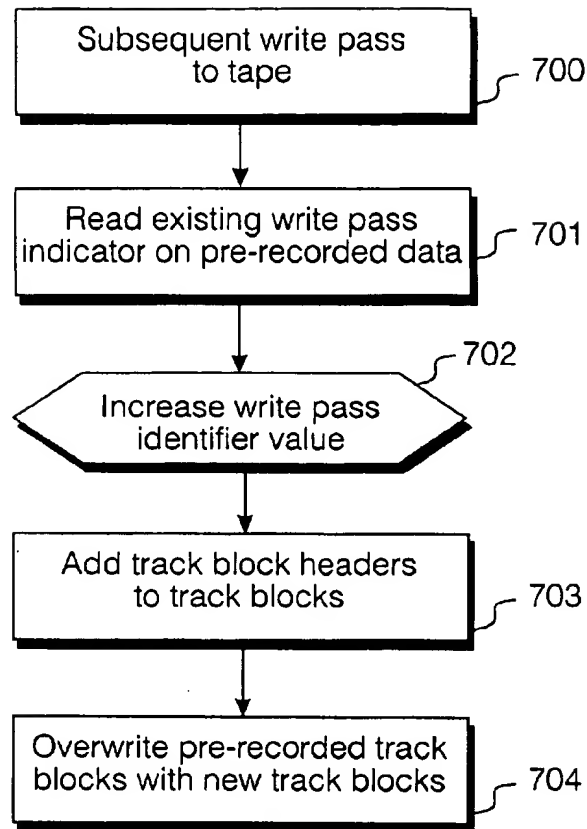 Subsequent write pass
to tape
700
Read existing write pass
indicator on pre-recorded data
701
702
Increase write pass
identifier value
Add track block headers
to track blocks
703
Overwrite pre-recorded track
blocks with new track blocks
704